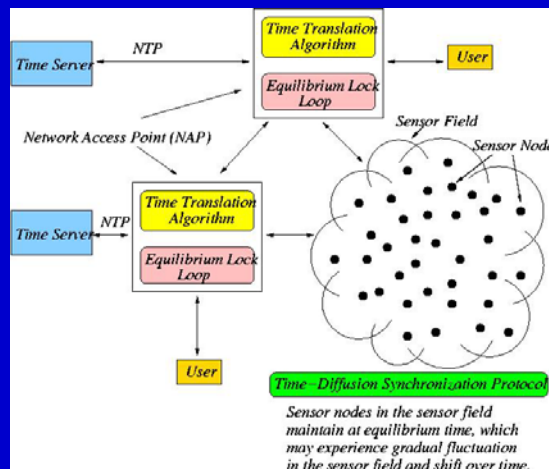 Time Translation
Algorithm
Time Server
NTP
User
Equilibrium Lock
Loop
Sensor Field
Network Access Point (NAP)
Sensor Node
Time Translation
Algorithm
NTP
Time Server
Equilibrium Lock
Loop
User
Time-Diffusion Synchronization Protocol
Sensor nodes in the sensor field
maintain at equilibrium time, which
may experience gradual fluctuation
in the sensor field and shift over time.